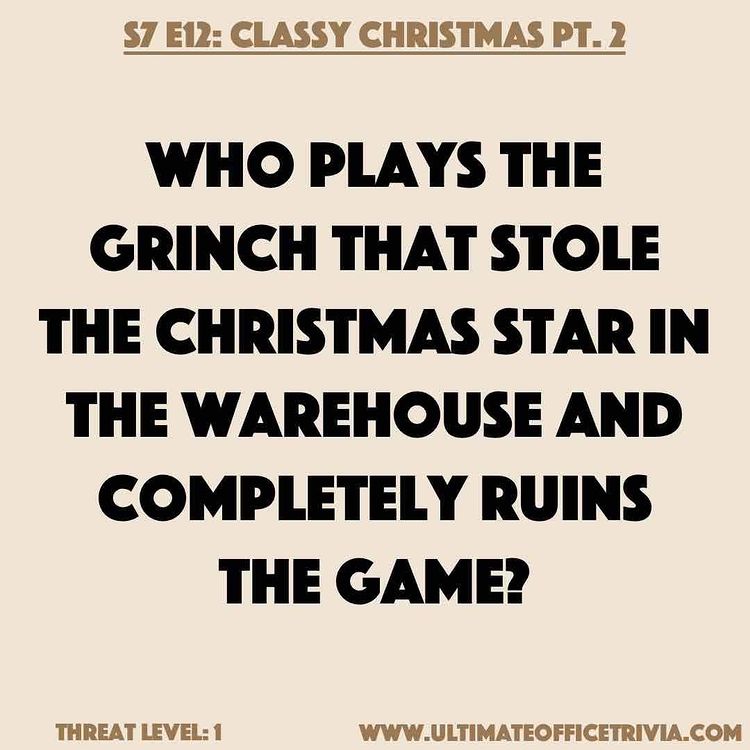 S7 E12: CLASSY CHRISTMAS PT. 2
WHO PLAYS THE
GRINCH THAT STOLE
THE CHRISTMAS STAR IN
THE WAREHOUSE AND
COMPLETELY RUINS
THE GAME?
THREAT LEVEL: 1
WWW.ULTIMATEOFFICETRIVIA.COM